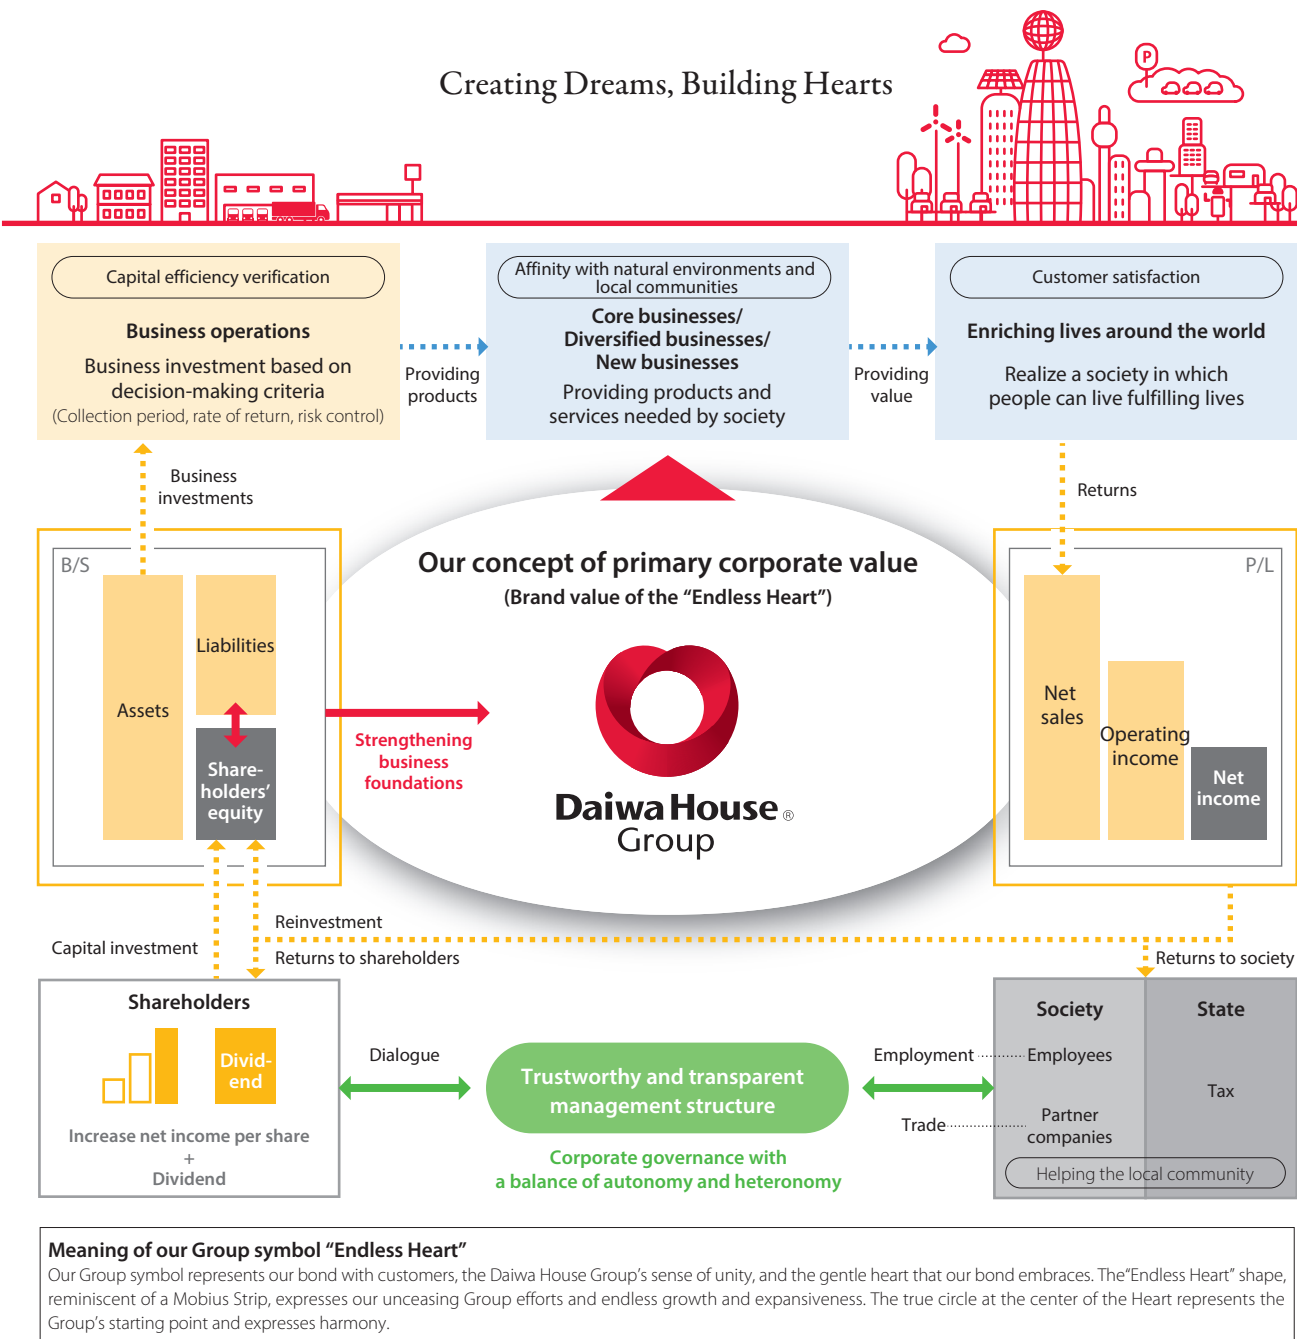 Creating Dreams, Building Hearts
P
Capital efficiency verification
Business operations
Business investment based on
decision-making criteria
(Collection period, rate of return, risk control)
Providing
products
Affinity with natural environments and
local communities
Core businesses/
Diversified businesses/
New businesses
Providing products and
services needed by society
Providing
value
Customer satisfaction
Enriching lives around the world
Realize a society in which
people can live fulfilling lives
Business
investments
Returns
B/S
Assets
Liabilities
Share-
holders'
equity
Strengthening
business
foundations
Our concept of primary corporate value
(Brand value of the “Endless Heart”)
Daiwa House ®
Group
P/L
Net
sales
Operating
income
Net
income
Capital investment
Reinvestment
Returns to shareholders
Returns to society
Shareholders
Divid-
end
Increase net income per share
+
Dividend
Dialogue
Trustworthy and transparent
management structure
Corporate governance with
a balance of autonomy and heteronomy
Employment
Trade
Society
Employees
Partner
companies
State
Tax
Helping the local community
Meaning of our Group symbol “Endless Heart”
Our Group symbol represents our bond with customers, the Daiwa House Group’s sense of unity, and the gentle heart that our bond embraces. The“Endless Heart” shape,
reminiscent of a Mobius Strip, expresses our unceasing Group efforts and endless growth and expansiveness. The true circle at the center of the Heart represents the
Group’s starting point and expresses harmony.